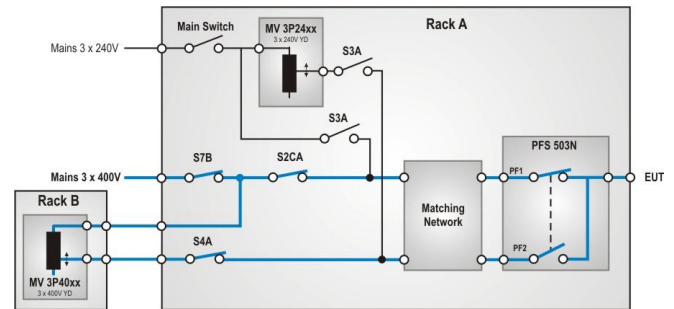 Rack A
Main Switch
MV 3P24xx
3 x 240V YD
Mains 3 x 240V
S3A
S3A
PFS 503N
S7B
S2CA
Mains 3 x 400V
PF1
EUT
Rack B
Matching
Network
S4A
PF2
MV 3P40xx
3 x 400V YD